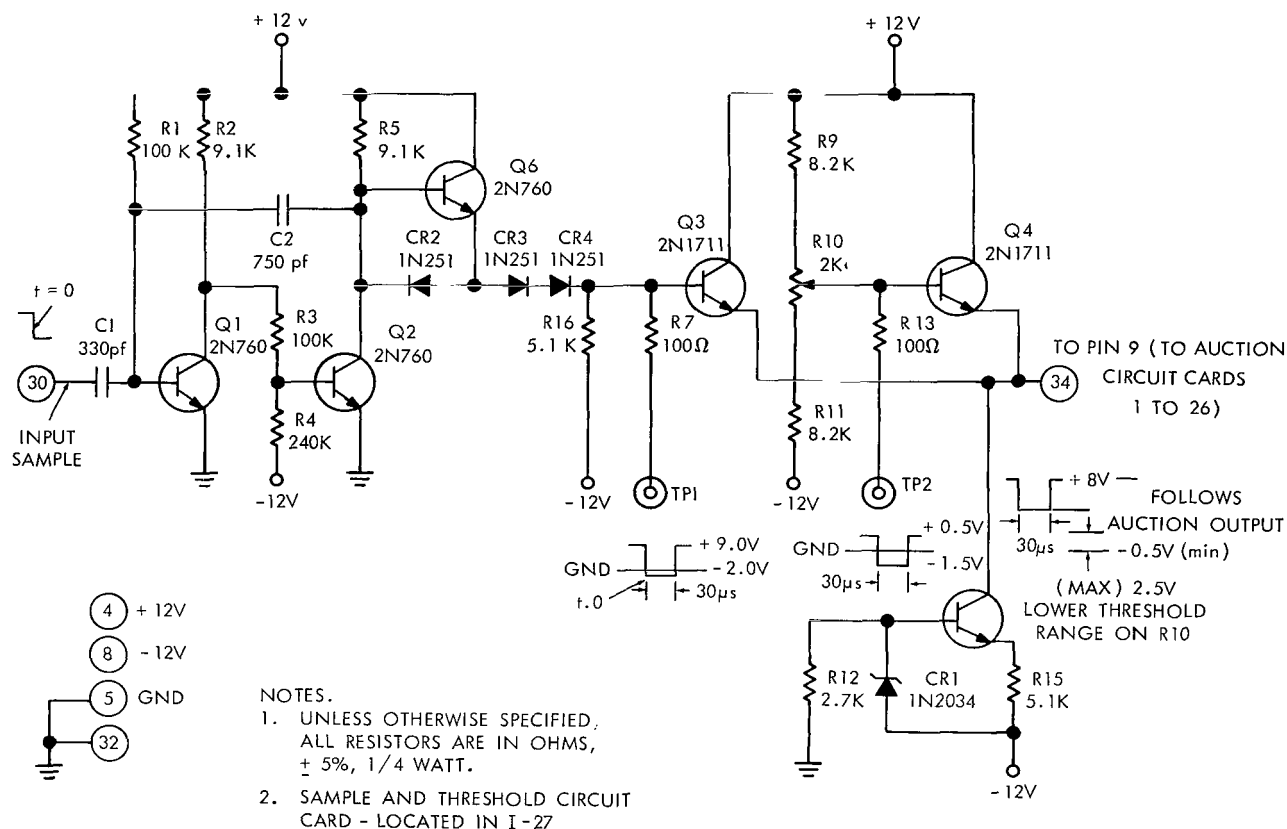 + 12 v
+ 12V
R1
100 K
R2
9.1K
R5
9.1K
Q6
2N760
C2
750 pf
CR2
1N251
CR3
1N251
CR4
1N251
Q3
2N1711
R9
8.2K
R10
2K
Q4
2N1711
t = 0
C1
330pf
Q1
2N760
R3
100K
Q2
2N760
R16
5.1 K
R7
100Ω
R13
100Ω
30
INPUT
SAMPLE
R4
240K
-12V
R11
8.2K
34
TO PIN 9 (TO AUCTION
CIRCUIT CARDS
1 TO 26)
-12V
TP1
-12V
TP2
GND
+ 9.0V
- 2.0V
t.0
30µs
GND
+ 0.5V
- 1.5V
30µs
+ 8V
FOLLOWS
AUCTION OUTPUT
30µs
-0.5V (min)
(MAX) 2.5V
LOWER THRESHOLD
RANGE ON R10
R12
2.7K
CR1
1N2034
R15
5.1K
-12V
4 + 12V
8 - 12V
5 GND
32
NOTES.
1. UNLESS OTHERWISE SPECIFIED,
ALL RESISTORS ARE IN OHMS,
± 5%, 1/4 WATT.
2. SAMPLE AND THRESHOLD CIRCUIT
CARD - LOCATED IN I-27